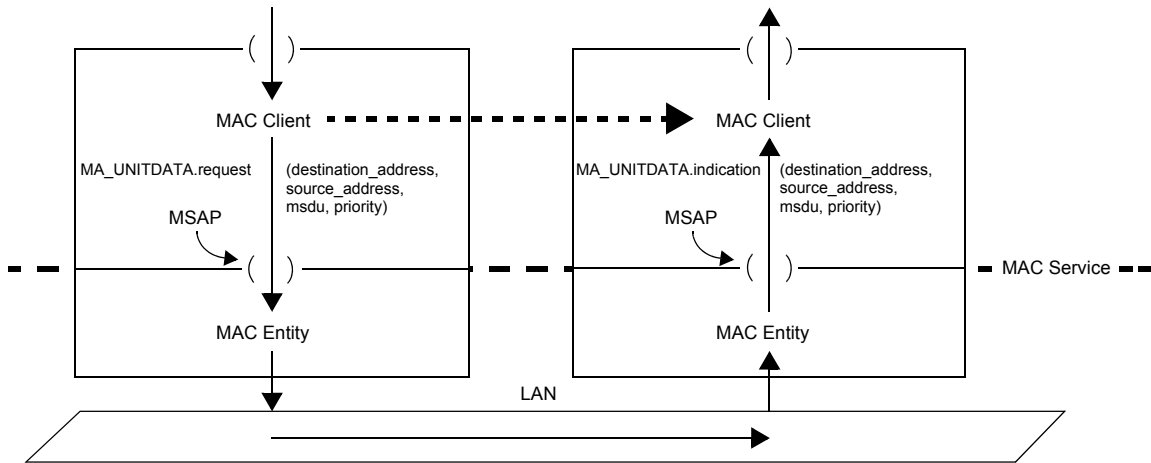 MAC Client
MAC Client
MA_UNITDATA.request
(destination_address,
source_address,
msdu, priority)
MA_UNITDATA.indication
(destination_address,
source_address,
msdu, priority)
MSAP
MSAP
MAC Service
MAC Entity
MAC Entity
LAN